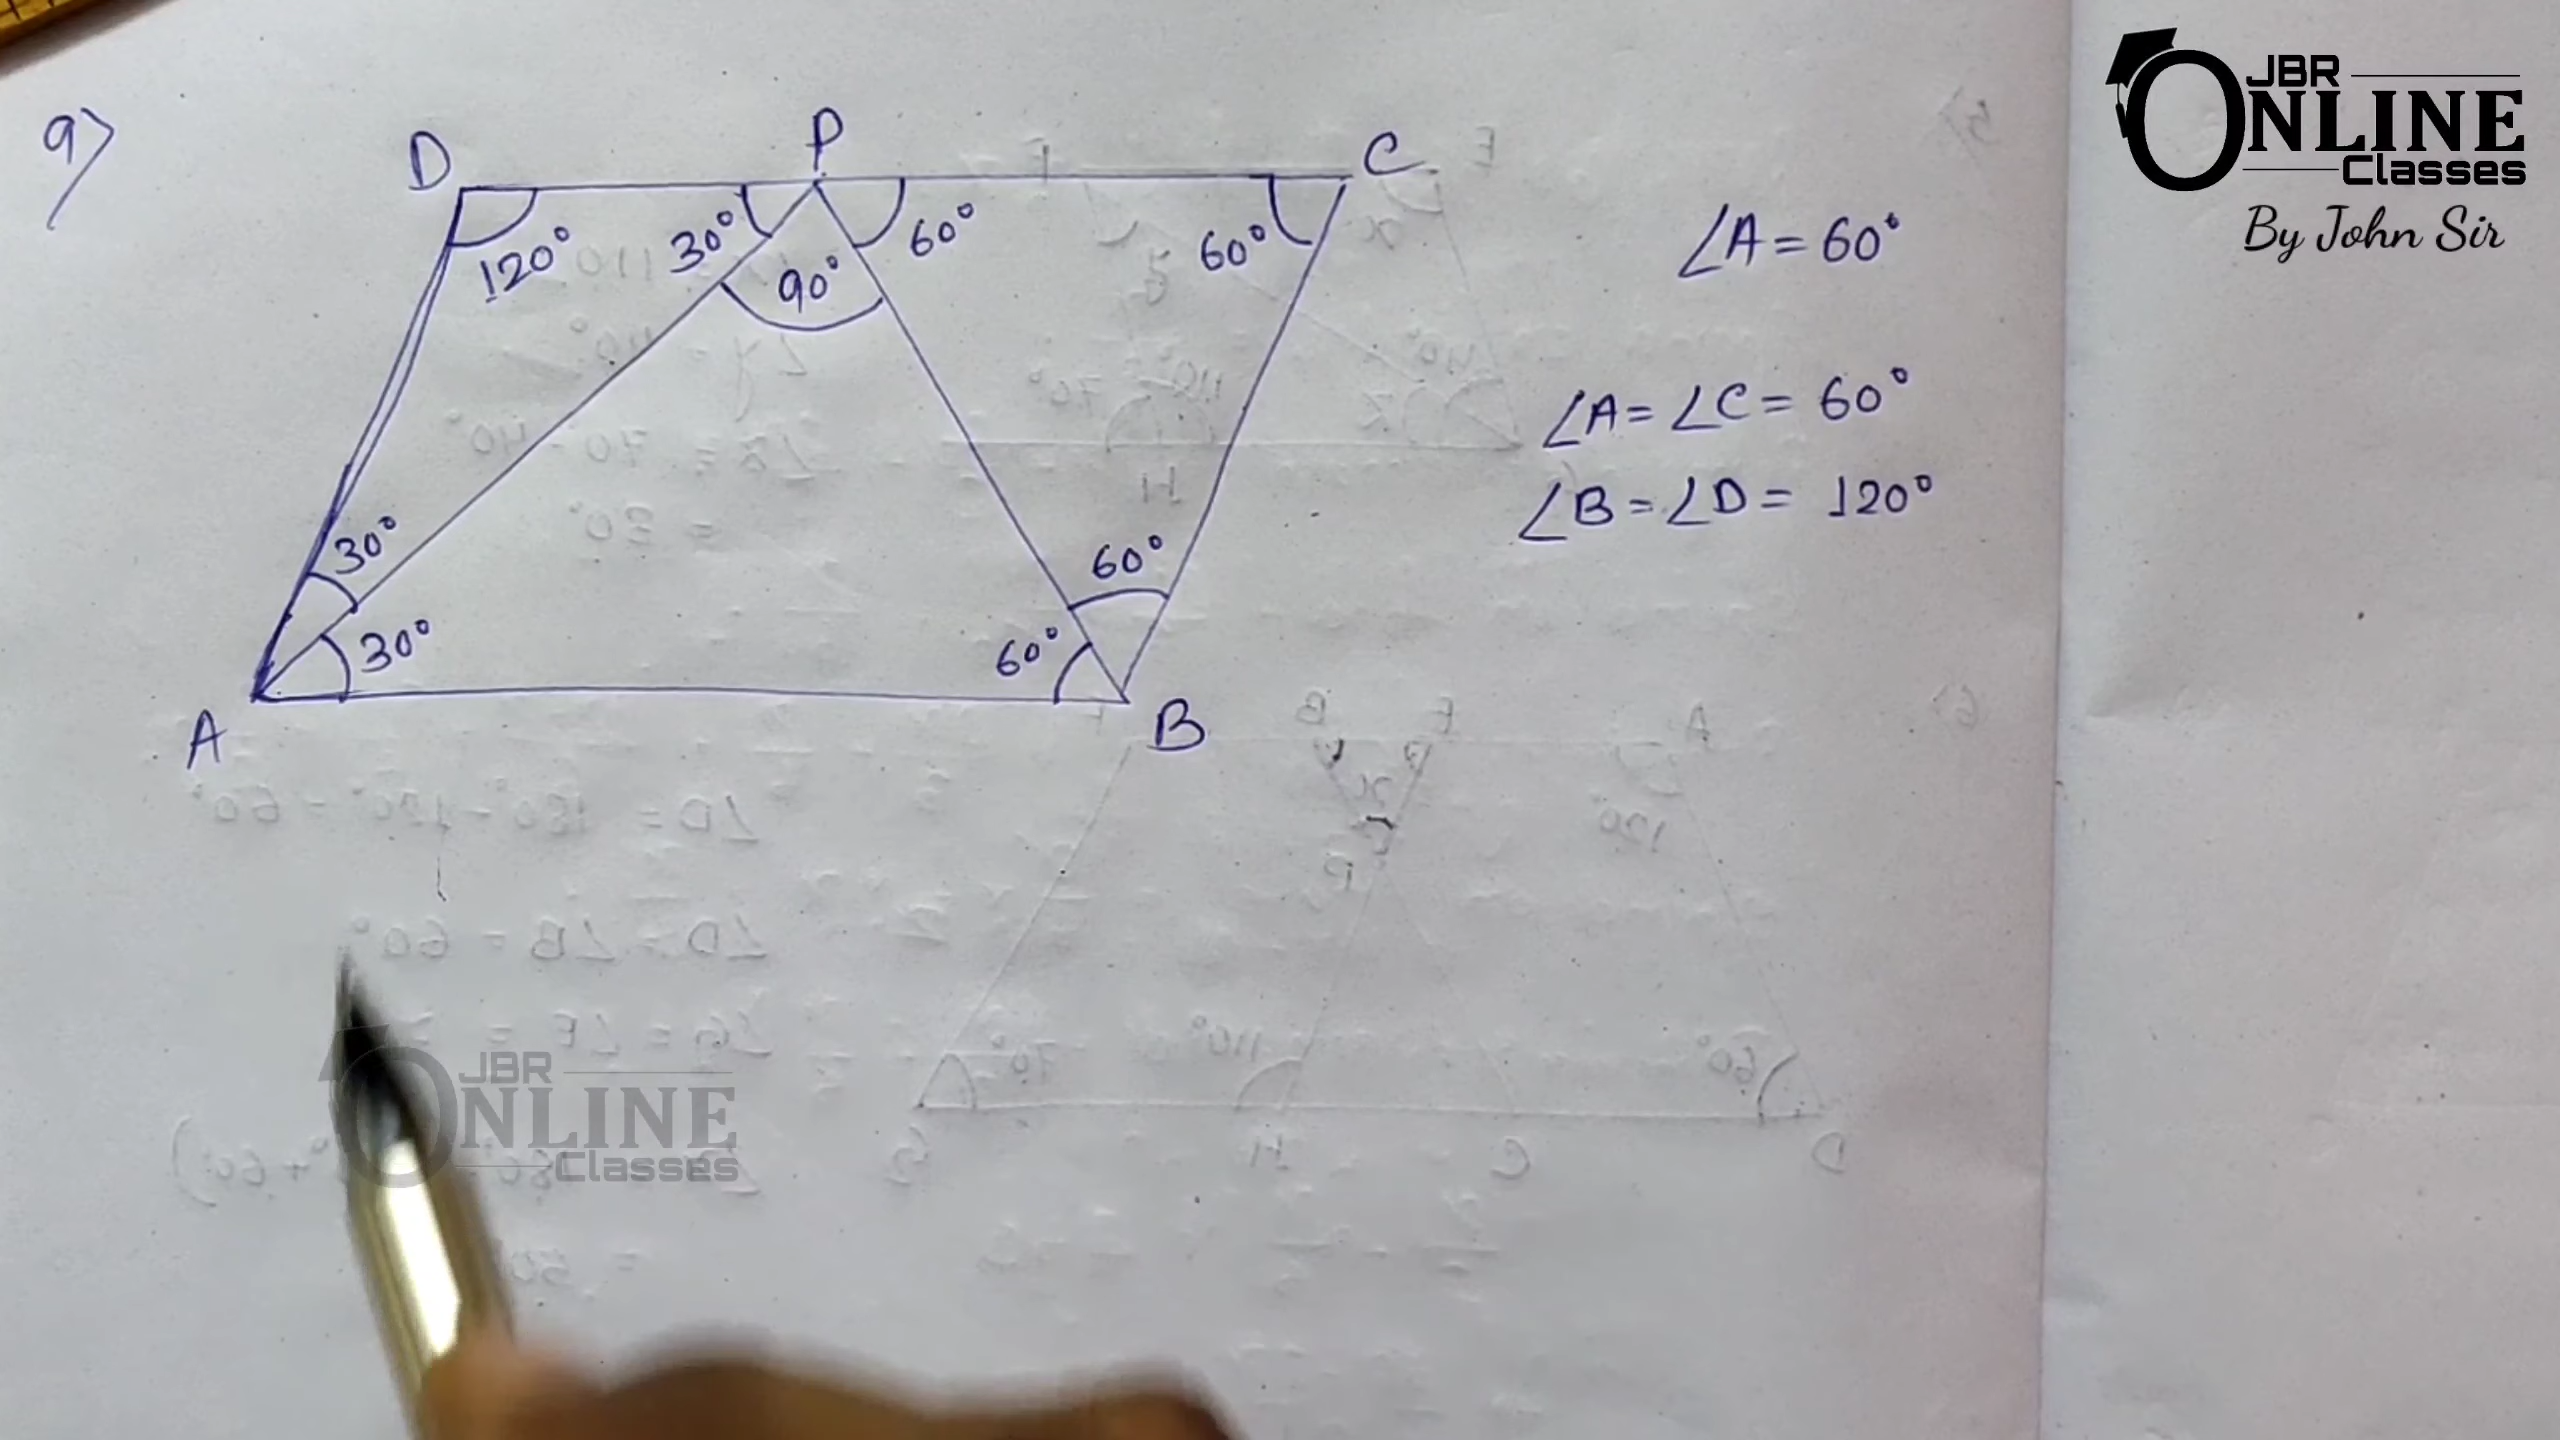 JBR
ONLINE
Classes
By John Sir
9)
D P C
120° 30° 60° 60°
90°
30° 60°
30° 60°
A B
∠A = 60°
∠A = ∠C = 60°
∠B = ∠D = 120°
JBR
ONLINE
Classes